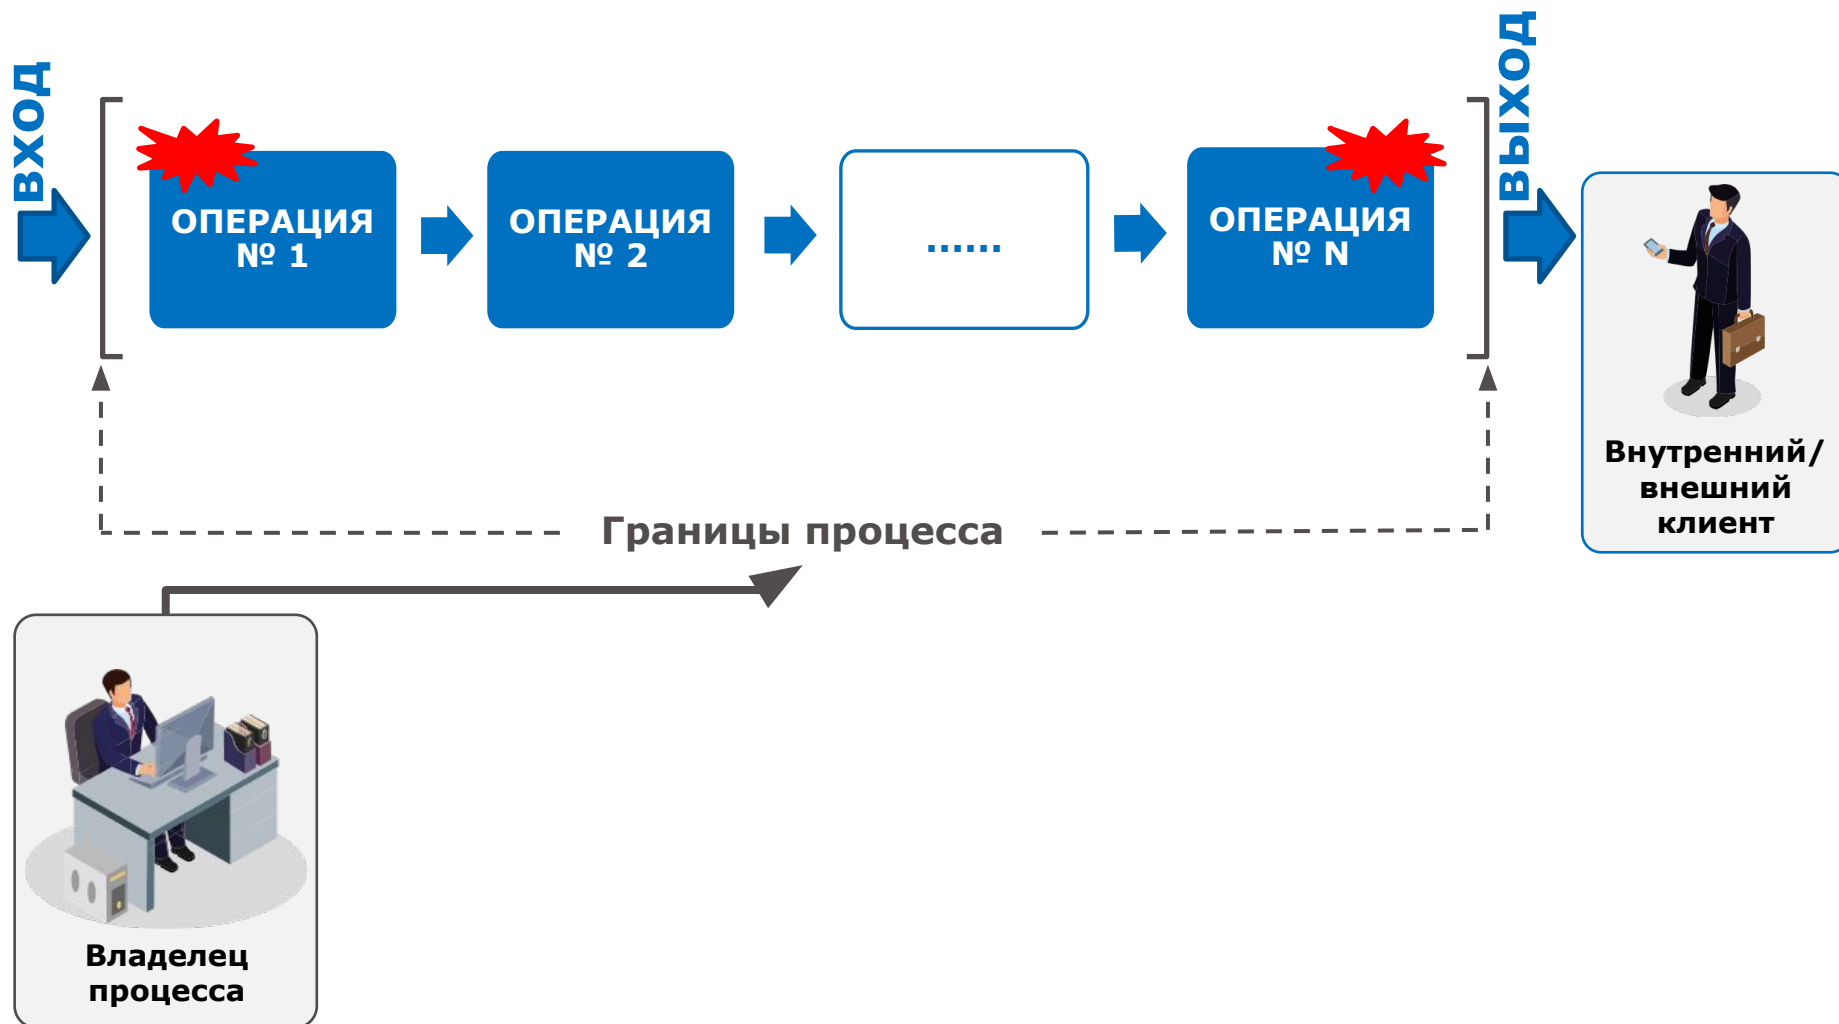 ВХОД
ВЫХОД
ОПЕРАЦИЯ
№ 1
ОПЕРАЦИЯ
№ 2
......
ОПЕРАЦИЯ
№ N
Внутренний/
внешний
клиент
Границы процесса
Владелец
процесса